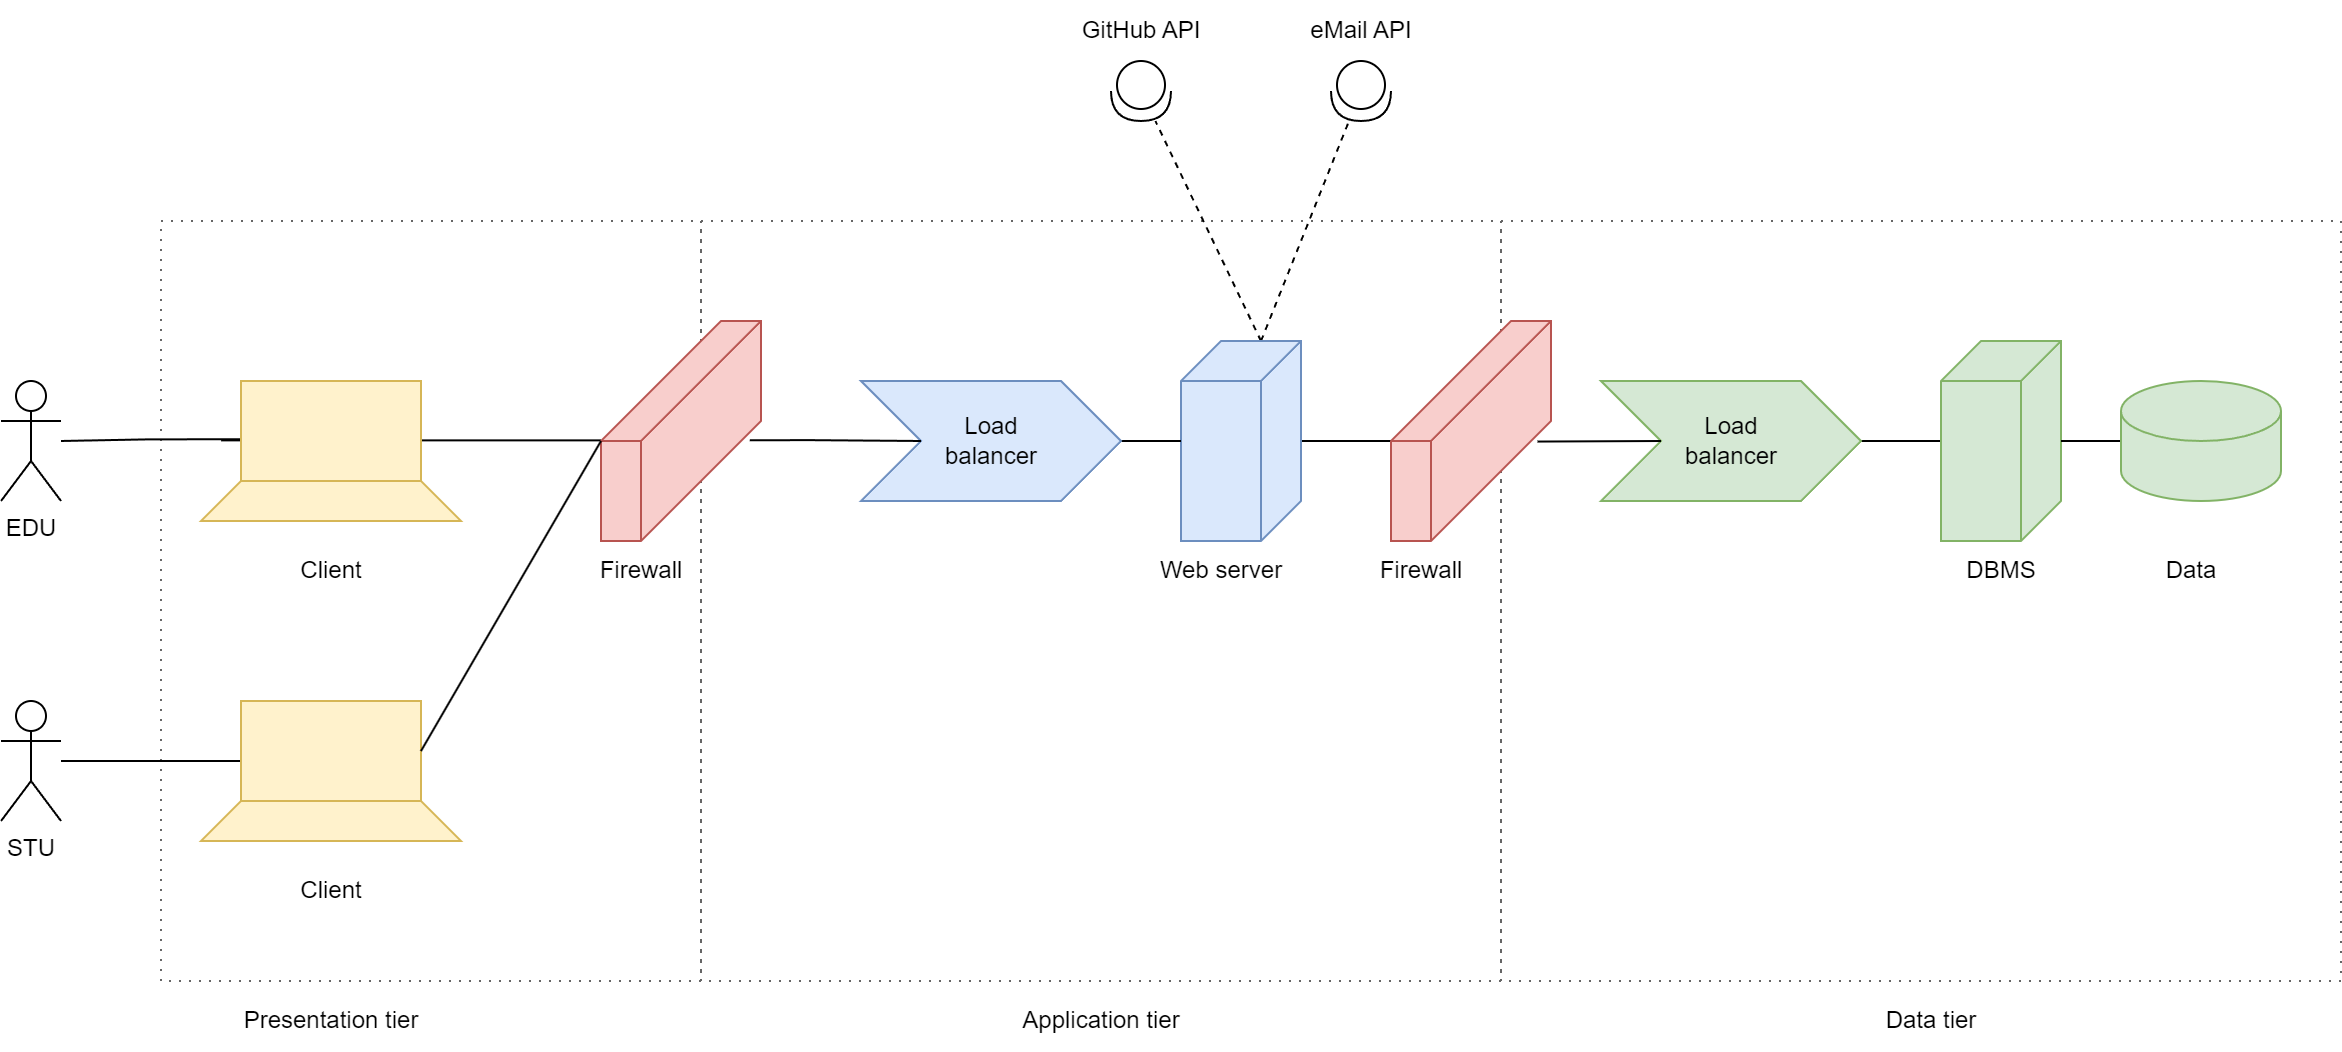 GitHub API
eMail API
Load
balancer
Load
balancer
EDU
Client
Firewall
Web server
Firewall
DBMS
Data
STU
Client
Presentation tier
Application tier
Data tier